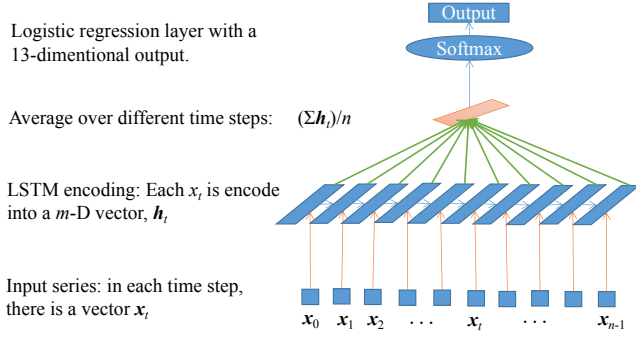 Output
Logistic regression layer with a
13-dimentional output.
Softmax
Average over different time steps: (Σhₜ)/n
LSTM encoding: Each xₜ is encode
into a m-D vector, hₜ
Input series: in each time step,
there is a vector xₜ
x₀ x₁ x₂ . . . xₜ . . . xₙ₋₁